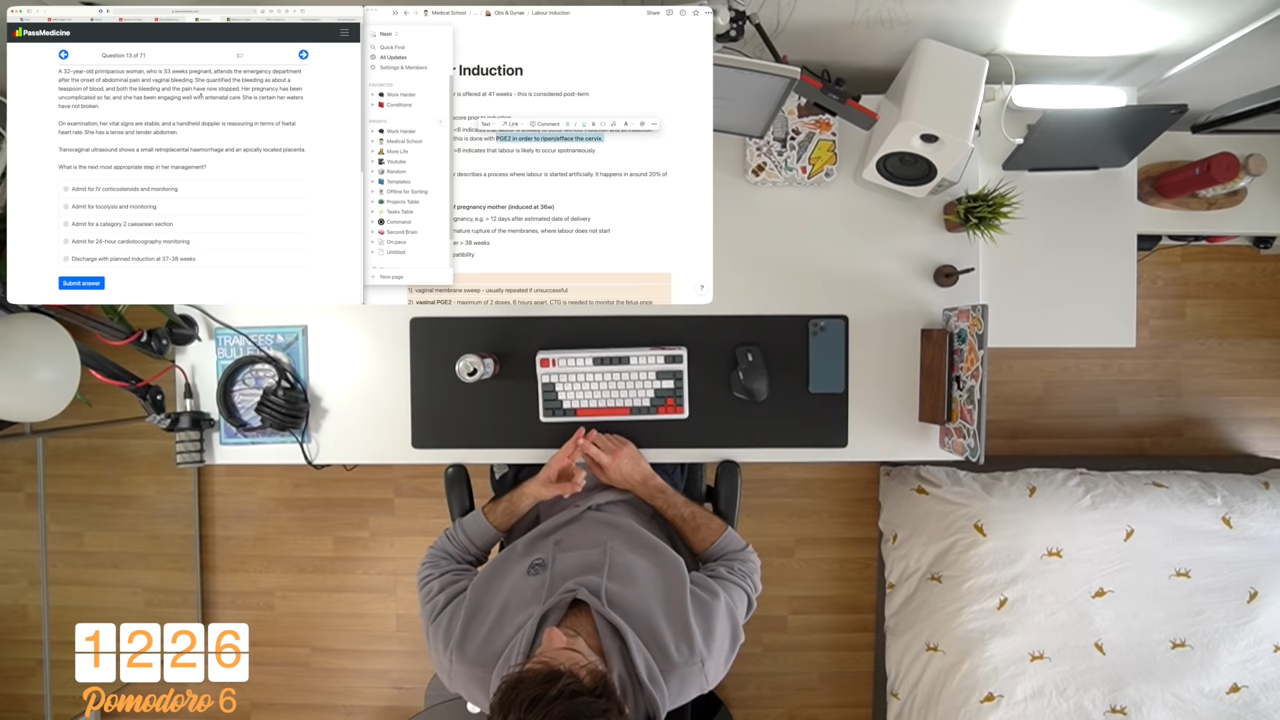 PassMedicine
Question 13 of 71
A 32-year-old primiparous woman, who is 33 weeks pregnant, attends the emergency department
after the onset of abdominal pain and vaginal bleeding. She quantified the bleeding as about a
teaspoon of blood, and both the bleeding and the pain have now stopped. Her pregnancy has been
uncomplicated so far, and she has been engaging well with antenatal care. She is certain her waters
have not broken.
On examination, her vital signs are stable, and a handheld doppler is reassuring in terms of foetal
heart rate. She has a tense and tender abdomen.
Transvaginal ultrasound shows a small retroplacental haemorrhage and an apically located placenta.
What is the next most appropriate step in her management?
Admit for IV corticosteroids and monitoring
Admit for tocolysis and monitoring
Admit for a category 2 caesarean section
Admit for 24-hour cardiotocography monitoring
Discharge with planned induction at 37-38 weeks
Submit answer
Medical School / ... / Obs & Gynae / Labour Induction
Share
Nasir
Quick Find
All Updates
Settings & Members
FAVORITES
Work Harder
Conditions
PRIVATE
Work Harder
Medical School
More Life
Youtube
Random
Templates
Offline for Sorting
Projects Table
Tasks Table
Command
Second Brain
On pace
Untitled
New page
r Induction
r is offered at 41 weeks - this is considered post-term
score prior to
Text
Link
Comment
B i U S A @
this is done with PGE2 in order to ripen/efface the cervix.
>8 indicates that labour is likely to occur spotnaneously
r describes a process where labour is started artificially. It happens in around 20% of
f pregnancy mother (induced at 36w)
gnancy, e.g. > 12 days after estimated date of delivery
mature rupture of the membranes, where labour does not start
er > 38 weeks
patibility
1). vaginal membrane sweep - usually repeated if unsuccessful
2). vaginal PGE2 - maximum of 2 doses, 6 hours apart, CTG is needed to monitor the fetus once
?
TRAINEES'
BULLET
1226
Pomodoro 6